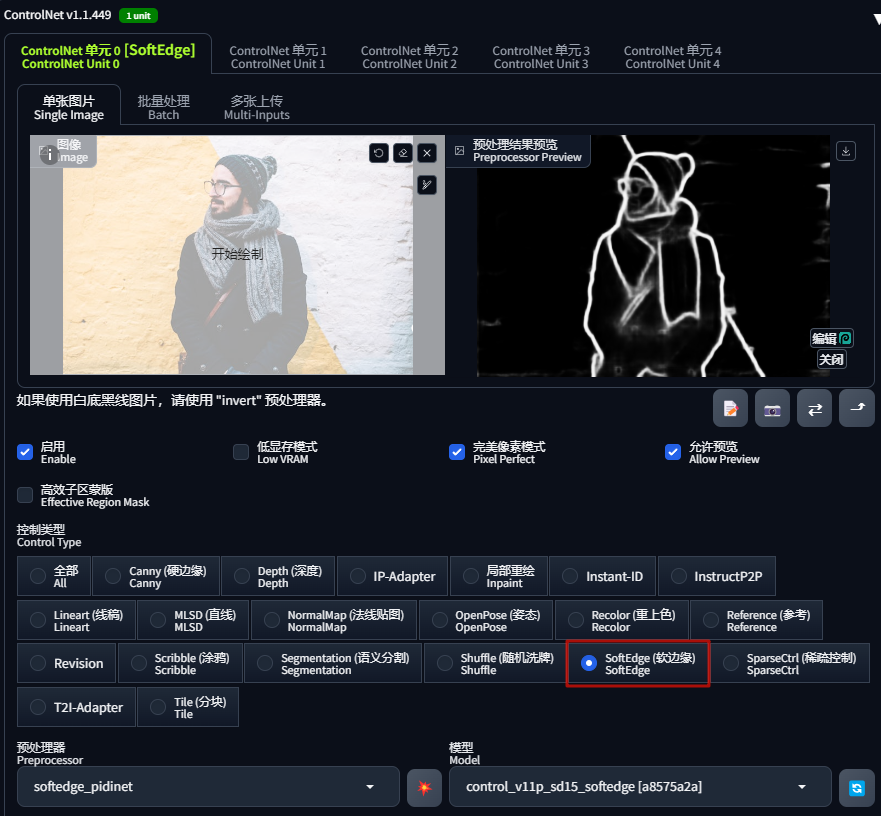 ControlNet v1.1.449 1 unit
ControlNet 单元 0 [SoftEdge]
ControlNet Unit 0
ControlNet 单元 1
ControlNet Unit 1
ControlNet 单元 2
ControlNet Unit 2
ControlNet 单元 3
ControlNet Unit 3
ControlNet 单元 4
ControlNet Unit 4
单张图片
Single Image
批量处理
Batch
多张上传
Multi-Inputs
图像
Image
开始绘制
预处理结果预览
Preprocessor Preview
编辑
关闭
如果使用白底黑线图片，请使用 "invert" 预处理器。
启用
Enable
低显存模式
Low VRAM
完美像素模式
Pixel Perfect
允许预览
Allow Preview
高效子区蒙版
Effective Region Mask
控制类型
Control Type
全部
All
Canny (硬边缘)
Canny
Depth (深度)
Depth
IP-Adapter
局部重绘
Inpaint
Instant-ID
InstructP2P
Lineart (线稿)
Lineart
MLSD (直线)
MLSD
NormalMap (法线贴图)
NormalMap
OpenPose (姿态)
OpenPose
Recolor (重上色)
Recolor
Reference (参考)
Reference
Revision
Scribble (涂鸦)
Scribble
Segmentation (语义分割)
Segmentation
Shuffle (随机洗牌)
Shuffle
SoftEdge (软边缘)
SoftEdge
SparseCtrl (稀疏控制)
SparseCtrl
T2I-Adapter
Tile (分块)
Tile
预处理器
Preprocessor
softedge_pidinet
模型
Model
control_v11p_sd15_softedge [a8575a2a]